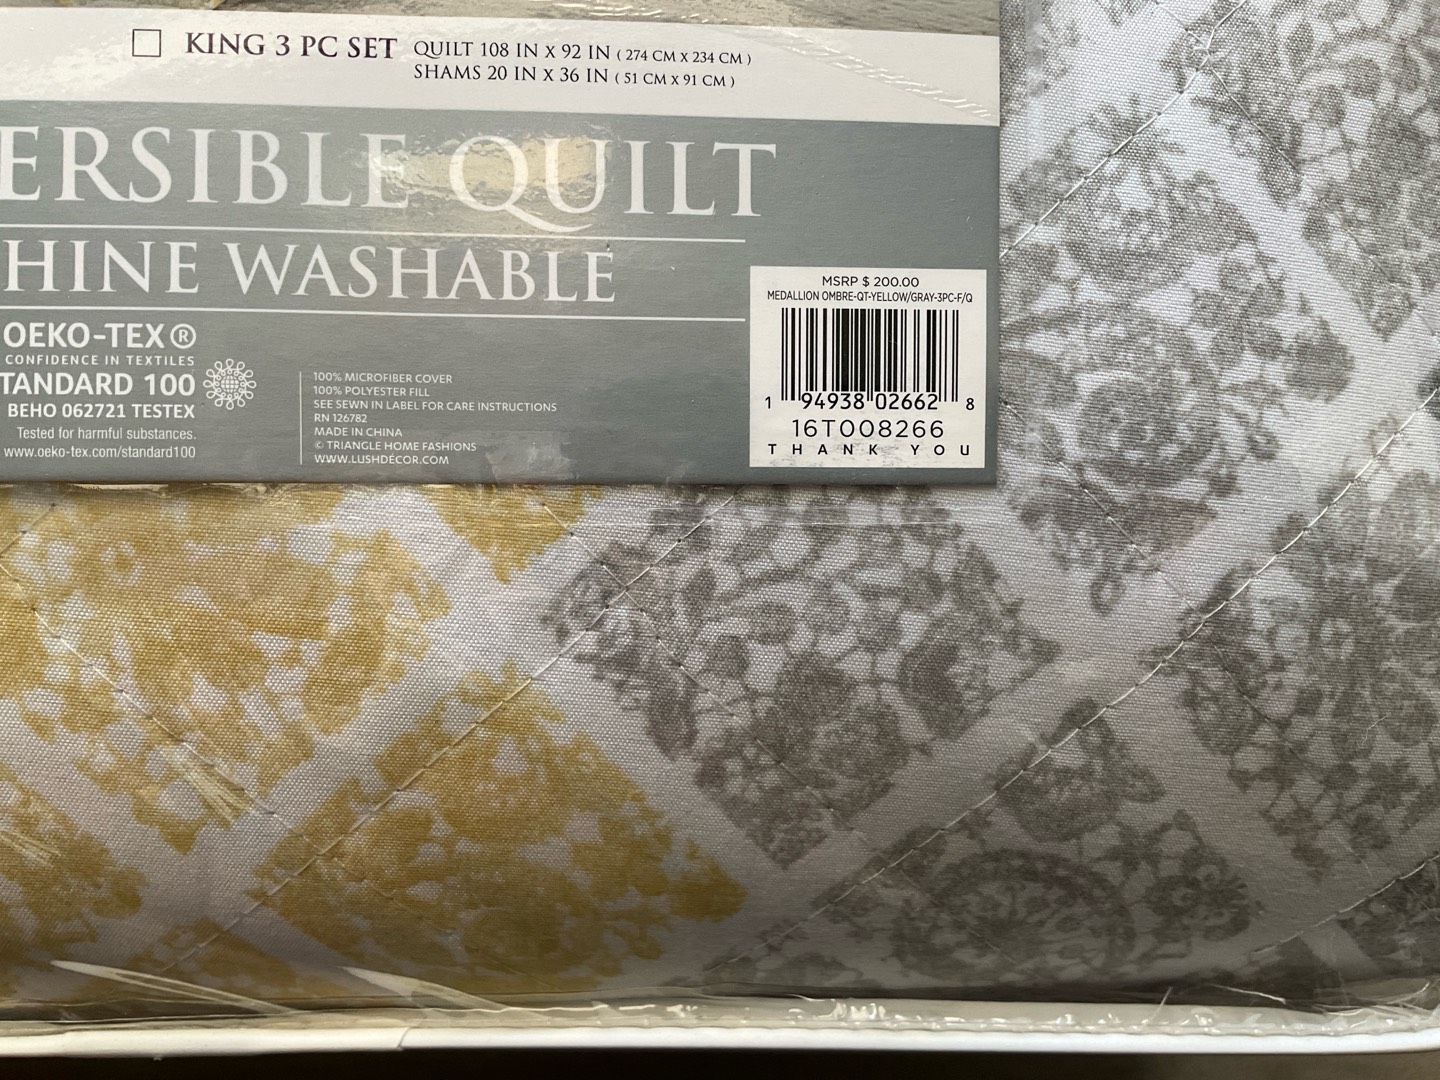 KING 3 PC SET QUILT 108 IN X 92 IN ( 274 CM X 234 CM )
SHAMS 20 IN X 36 IN ( 51 CM X 91 CM )
ERSIBLE QUILT
HINE WASHABLE
OEKO-TEX®
CONFIDENCE IN TEXTILES
TANDARD 100
BEHO 062721 TESTEX
Tested for harmful substances.
www.oeko-tex.com/standard100
100% MICROFIBER COVER
100% POLYESTER FILL
SEE SEWN IN LABEL FOR CARE INSTRUCTIONS
RN 126782
MADE IN CHINA
© TRIANGLE HOME FASHIONS
WWW.LUSHDÉCOR.COM
MSRP $ 200.00
MEDALLION OMBRE-QT-YELLOW/GRAY-3PC-F/Q
1 94938 02662 8
16T008266
THANK YOU